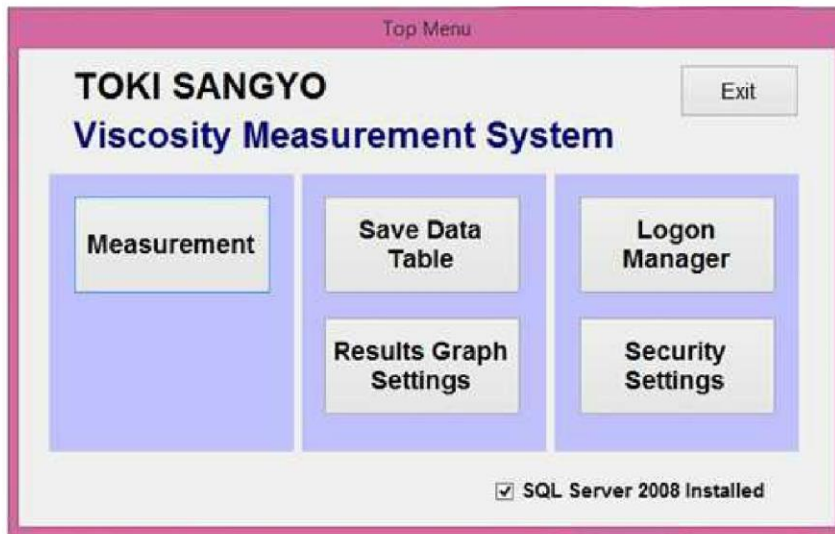 Top Menu
TOKI SANGYO
Exit
Viscosity Measurement System
Measurement
Save Data
Table
Logon
Manager
Results Graph
Settings
Security
Settings
SQL Server 2008 Installed